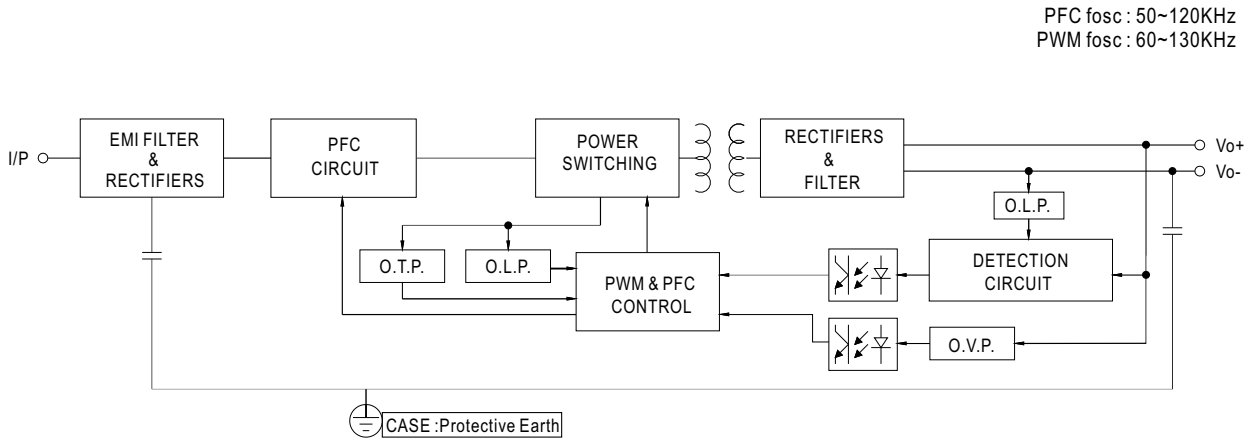 PFC fosc : 50~120KHz
PWM fosc : 60~130KHz
I/P
EMI FILTER
&
RECTIFIERS
PFC
CIRCUIT
POWER
SWITCHING
RECTIFIERS
&
FILTER
Vo+
Vo-
O.L.P.
O.T.P.
O.L.P.
PWM & PFC
CONTROL
DETECTION
CIRCUIT
O.V.P.
CASE :Protective Earth